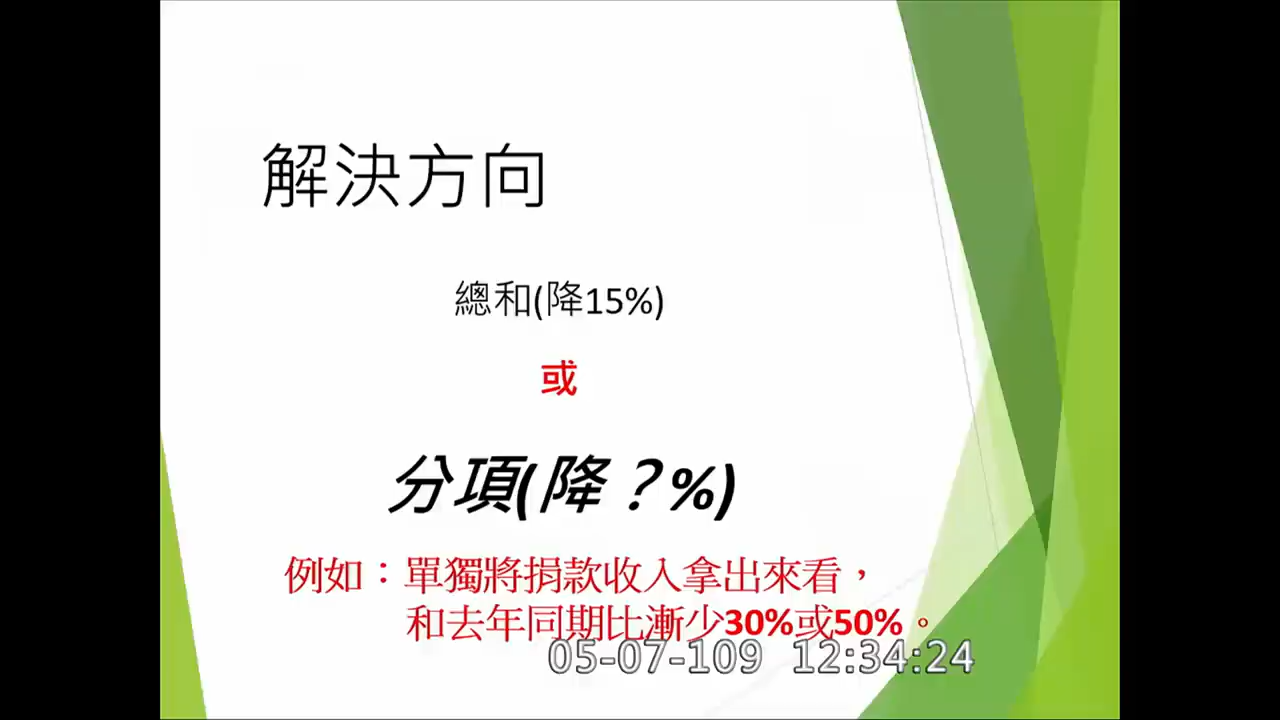 解決方向
總和(降15%)
或
分項(降？%)
例如：單獨將捐款收入拿出來看，
和去年同期比漸少30%或50%。
05-07-109 12:34:24